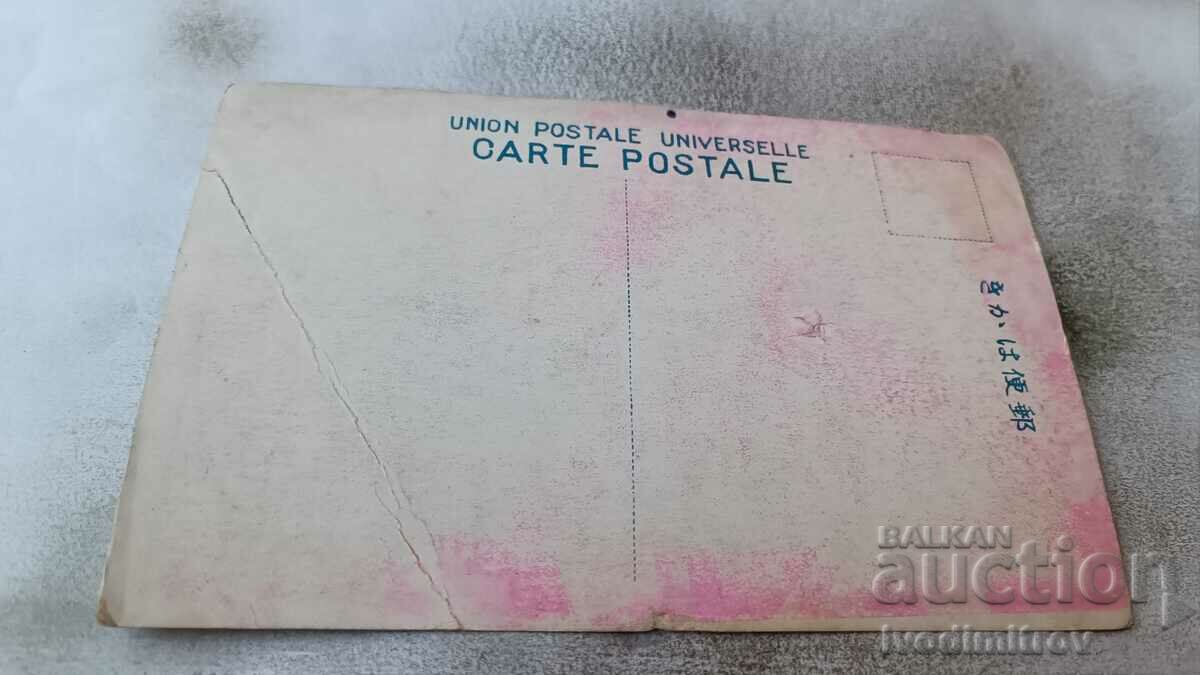 UNION POSTALE UNIVERSELLE
CARTE POSTALE
きかは便郵
BALKAN
auction
ivodimitrov